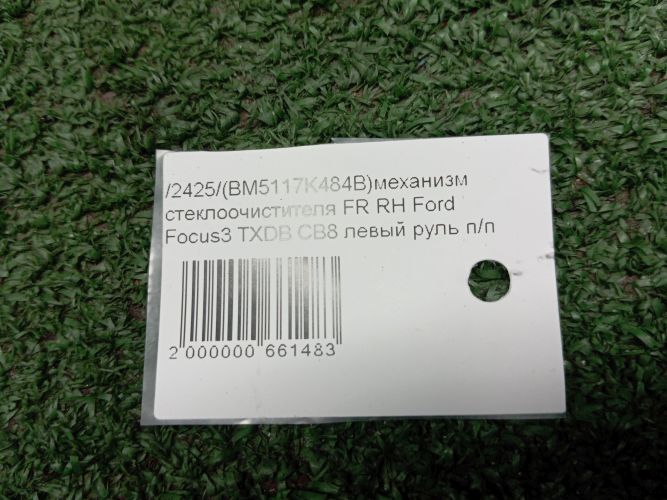 /2425/(BM5117K484B)механизм
стеклоочистителя FR RH Ford
Focus3 TXDB CB8 левый руль п/п
2 000000 661483